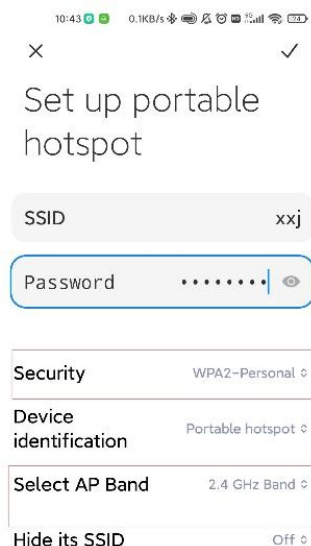 10:43 0.1KB/s 24
Set up portable
hotspot
SSID xxj
Password ••••••••
Security WPA2-Personal
Device
identification Portable hotspot
Select AP Band 2.4 GHz Band
Hide its SSID Off